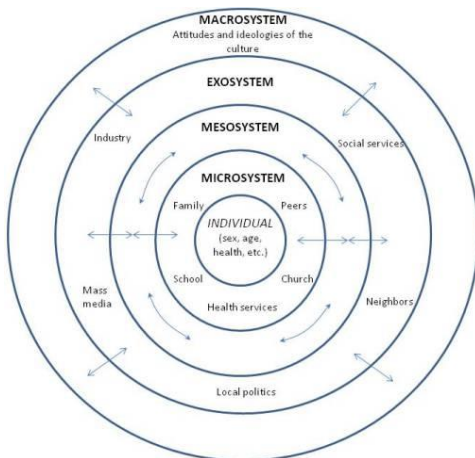 MACROSYSTEM
Attitudes and ideologies of the
culture
EXOSYSTEM
MESOSYSTEM
Industry
Social services
MICROSYSTEM
Family
Peers
INDIVIDUAL
(sex, age,
health, etc.)
School
Church
Mass
media
Health services
Neighbors
Local politics